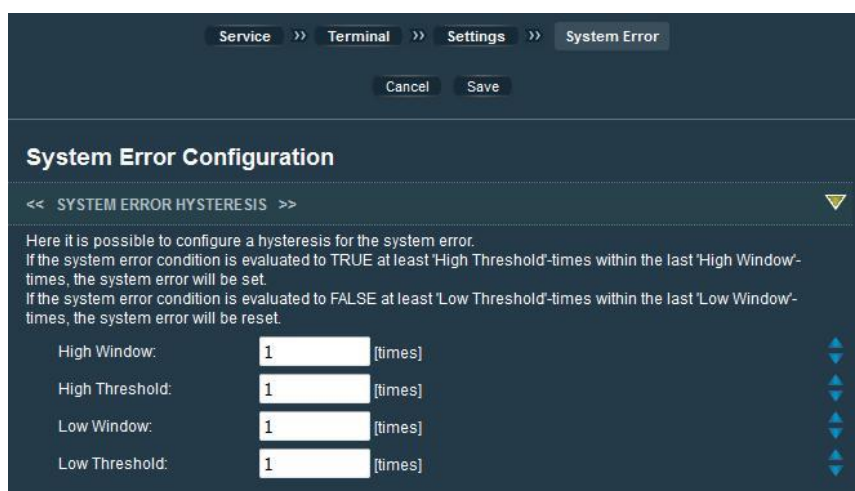 Service >> Terminal >> Settings >> System Error
Cancel Save
System Error Configuration
<< SYSTEM ERROR HYSTERESIS >>
Here it is possible to configure a hysteresis for the system error.
If the system error condition is evaluated to TRUE at least 'High Threshold'-times within the last 'High Window'-
times, the system error will be set.
If the system error condition is evaluated to FALSE at least 'Low Threshold'-times within the last 'Low Window'-
times, the system error will be reset.
High Window: 1 [times]
High Threshold: 1 [times]
Low Window: 1 [times]
Low Threshold: 1 [times]